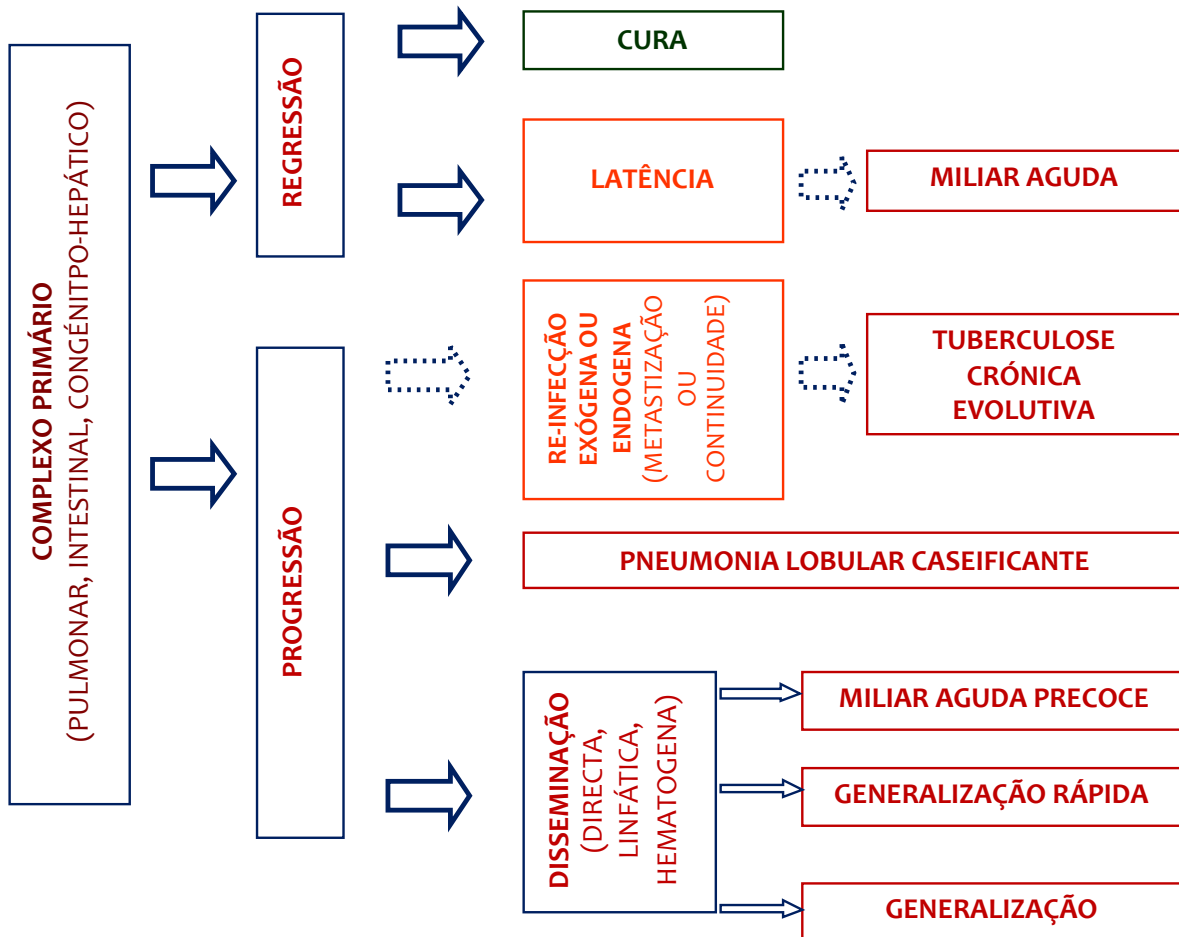 COMPLEXO PRIMÁRIO
(PULMONAR, INTESTINAL, CONGÉNITPO-HEPÁTICO)
REGRESSÃO
CURA
LATÊNCIA
MILIAR AGUDA
PROGRESSÃO
RE-INFECÇÃO
EXÓGENA OU
ENDOGENA
(METASTIZAÇÃO
OU
CONTINUIDADE)
TUBERCULOSE
CRÓNICA
EVOLUTIVA
PNEUMONIA LOBULAR CASEIFICANTE
DISSEMINAÇÃO
(DIRECTA,
LINFÁTICA,
HEMATOGENA)
MILIAR AGUDA PRECOCE
GENERALIZAÇÃO RÁPIDA
GENERALIZAÇÃO